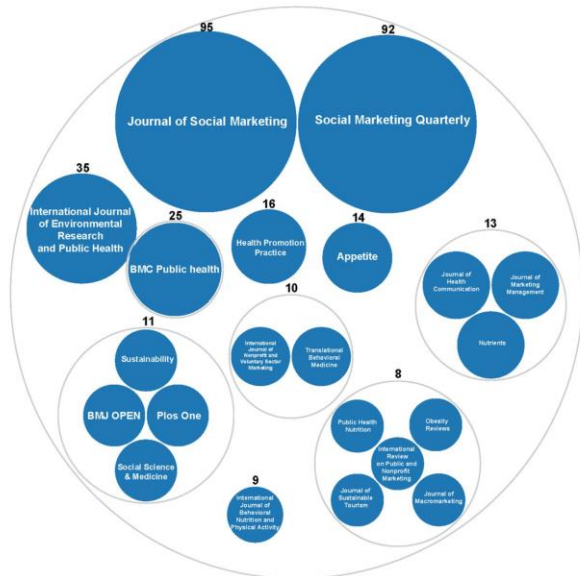 95
92
Journal of Social Marketing
Social Marketing Quarterly
35
International Journal
of Environmental
Research
and Public Health
25
BMC Public health
16
Health Promotion
Practice
14
Appetite
13
Journal of
Health
Communication
Journal of
Marketing
Management
Nutrients
10
International
Journal of
Nonprofit and
Voluntary Sector
Marketing
Translational
Behavioral
Medicine
11
Sustainability
BMJ OPEN
Plos One
Social Science
& Medicine
8
Public Health
Nutrition
Obesity
Reviews
International
Review
on Public and
Nonprofit
Marketing
Journal of
Sustainable
Tourism
Journal of
Macromarketing
9
International
Journal of
Behavioral
Nutrition and
Physical Activity